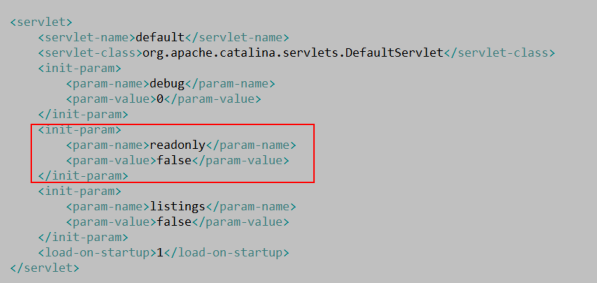 <servlet>
<servlet-name>default</servlet-name>
<servlet-class>org.apache.catalina.servlets.DefaultServlet</servlet-class>
<init-param>
<param-name>debug</param-name>
<param-value>0</param-value>
</init-param>
<init-param>
<param-name>readonly</param-name>
<param-value>false</param-value>
</init-param>
<init-param>
<param-name>listings</param-name>
<param-value>false</param-value>
</init-param>
<load-on-startup>1</load-on-startup>
</servlet>